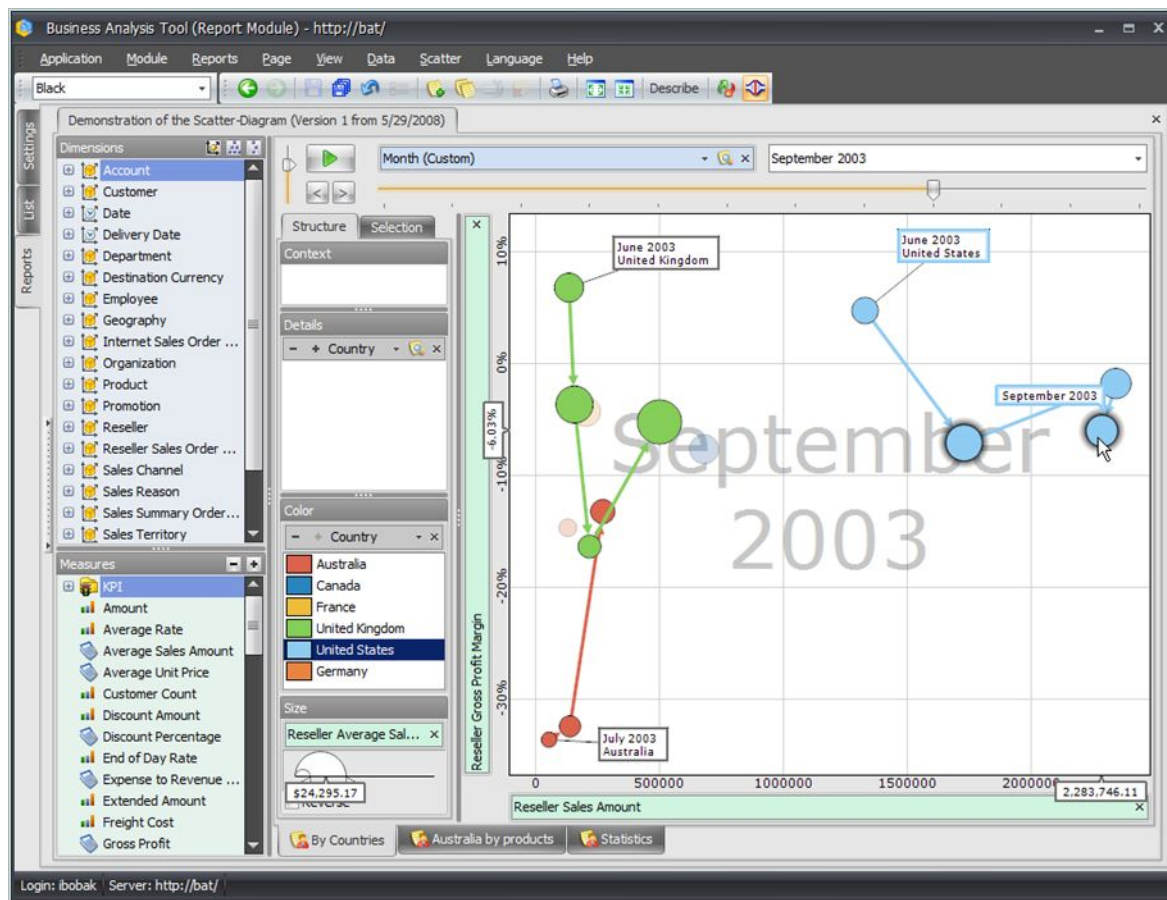 Business Analysis Tool (Report Module) - http://bat/
Application Module Reports Page View Data Scatter Language Help
Black
Describe
Demonstration of the Scatter-Diagram (Version 1 from 5/29/2008)
Settings
List
Reports
Dimensions
Account
Customer
Date
Delivery Date
Department
Destination Currency
Employee
Geography
Internet Sales Order ...
Organization
Product
Promotion
Reseller
Reseller Sales Order ...
Sales Channel
Sales Reason
Sales Summary Order...
Sales Territory
Measures
KPI
Amount
Average Rate
Average Sales Amount
Average Unit Price
Customer Count
Discount Amount
Discount Percentage
End of Day Rate
Expense to Revenue ...
Extended Amount
Freight Cost
Gross Profit
Month (Custom)
September 2003
Structure Selection
Context
Details
Country
Color
Country
Australia
Canada
France
United Kingdom
United States
Germany
Size
Reseller Average Sal...
$24,295.17
Reverse
Reseller Gross Profit Margin
10%
0%
-6.03%
-10%
-20%
-30%
June 2003
United Kingdom
June 2003
United States
September 2003
September
2003
July 2003
Australia
0 500000 1000000 1500000 2000000
2,283,746.11
Reseller Sales Amount
By Countries Australia by products Statistics
Login: ibobak Server: http://bat/